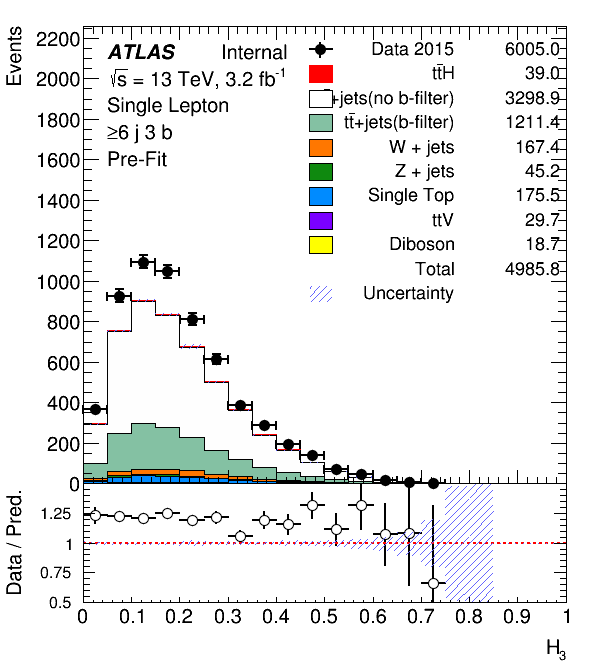 Events
2200
2000
1800
1600
1400
1200
1000
800
600
400
200
0
ATLAS Internal
√s = 13 TeV, 3.2 fb⁻¹
Single Lepton
≥6 j 3 b
Pre-Fit
Data 2015 6005.0
tt̄H 39.0
+jets(no b-filter) 3298.9
tt̄+jets(b-filter) 1211.4
W + jets 167.4
Z + jets 45.2
Single Top 175.5
ttV 29.7
Diboson 18.7
Total 4985.8
Uncertainty
Data / Pred.
1.25
1
0.75
0.5
0 0.1 0.2 0.3 0.4 0.5 0.6 0.7 0.8 0.9 1
H₃